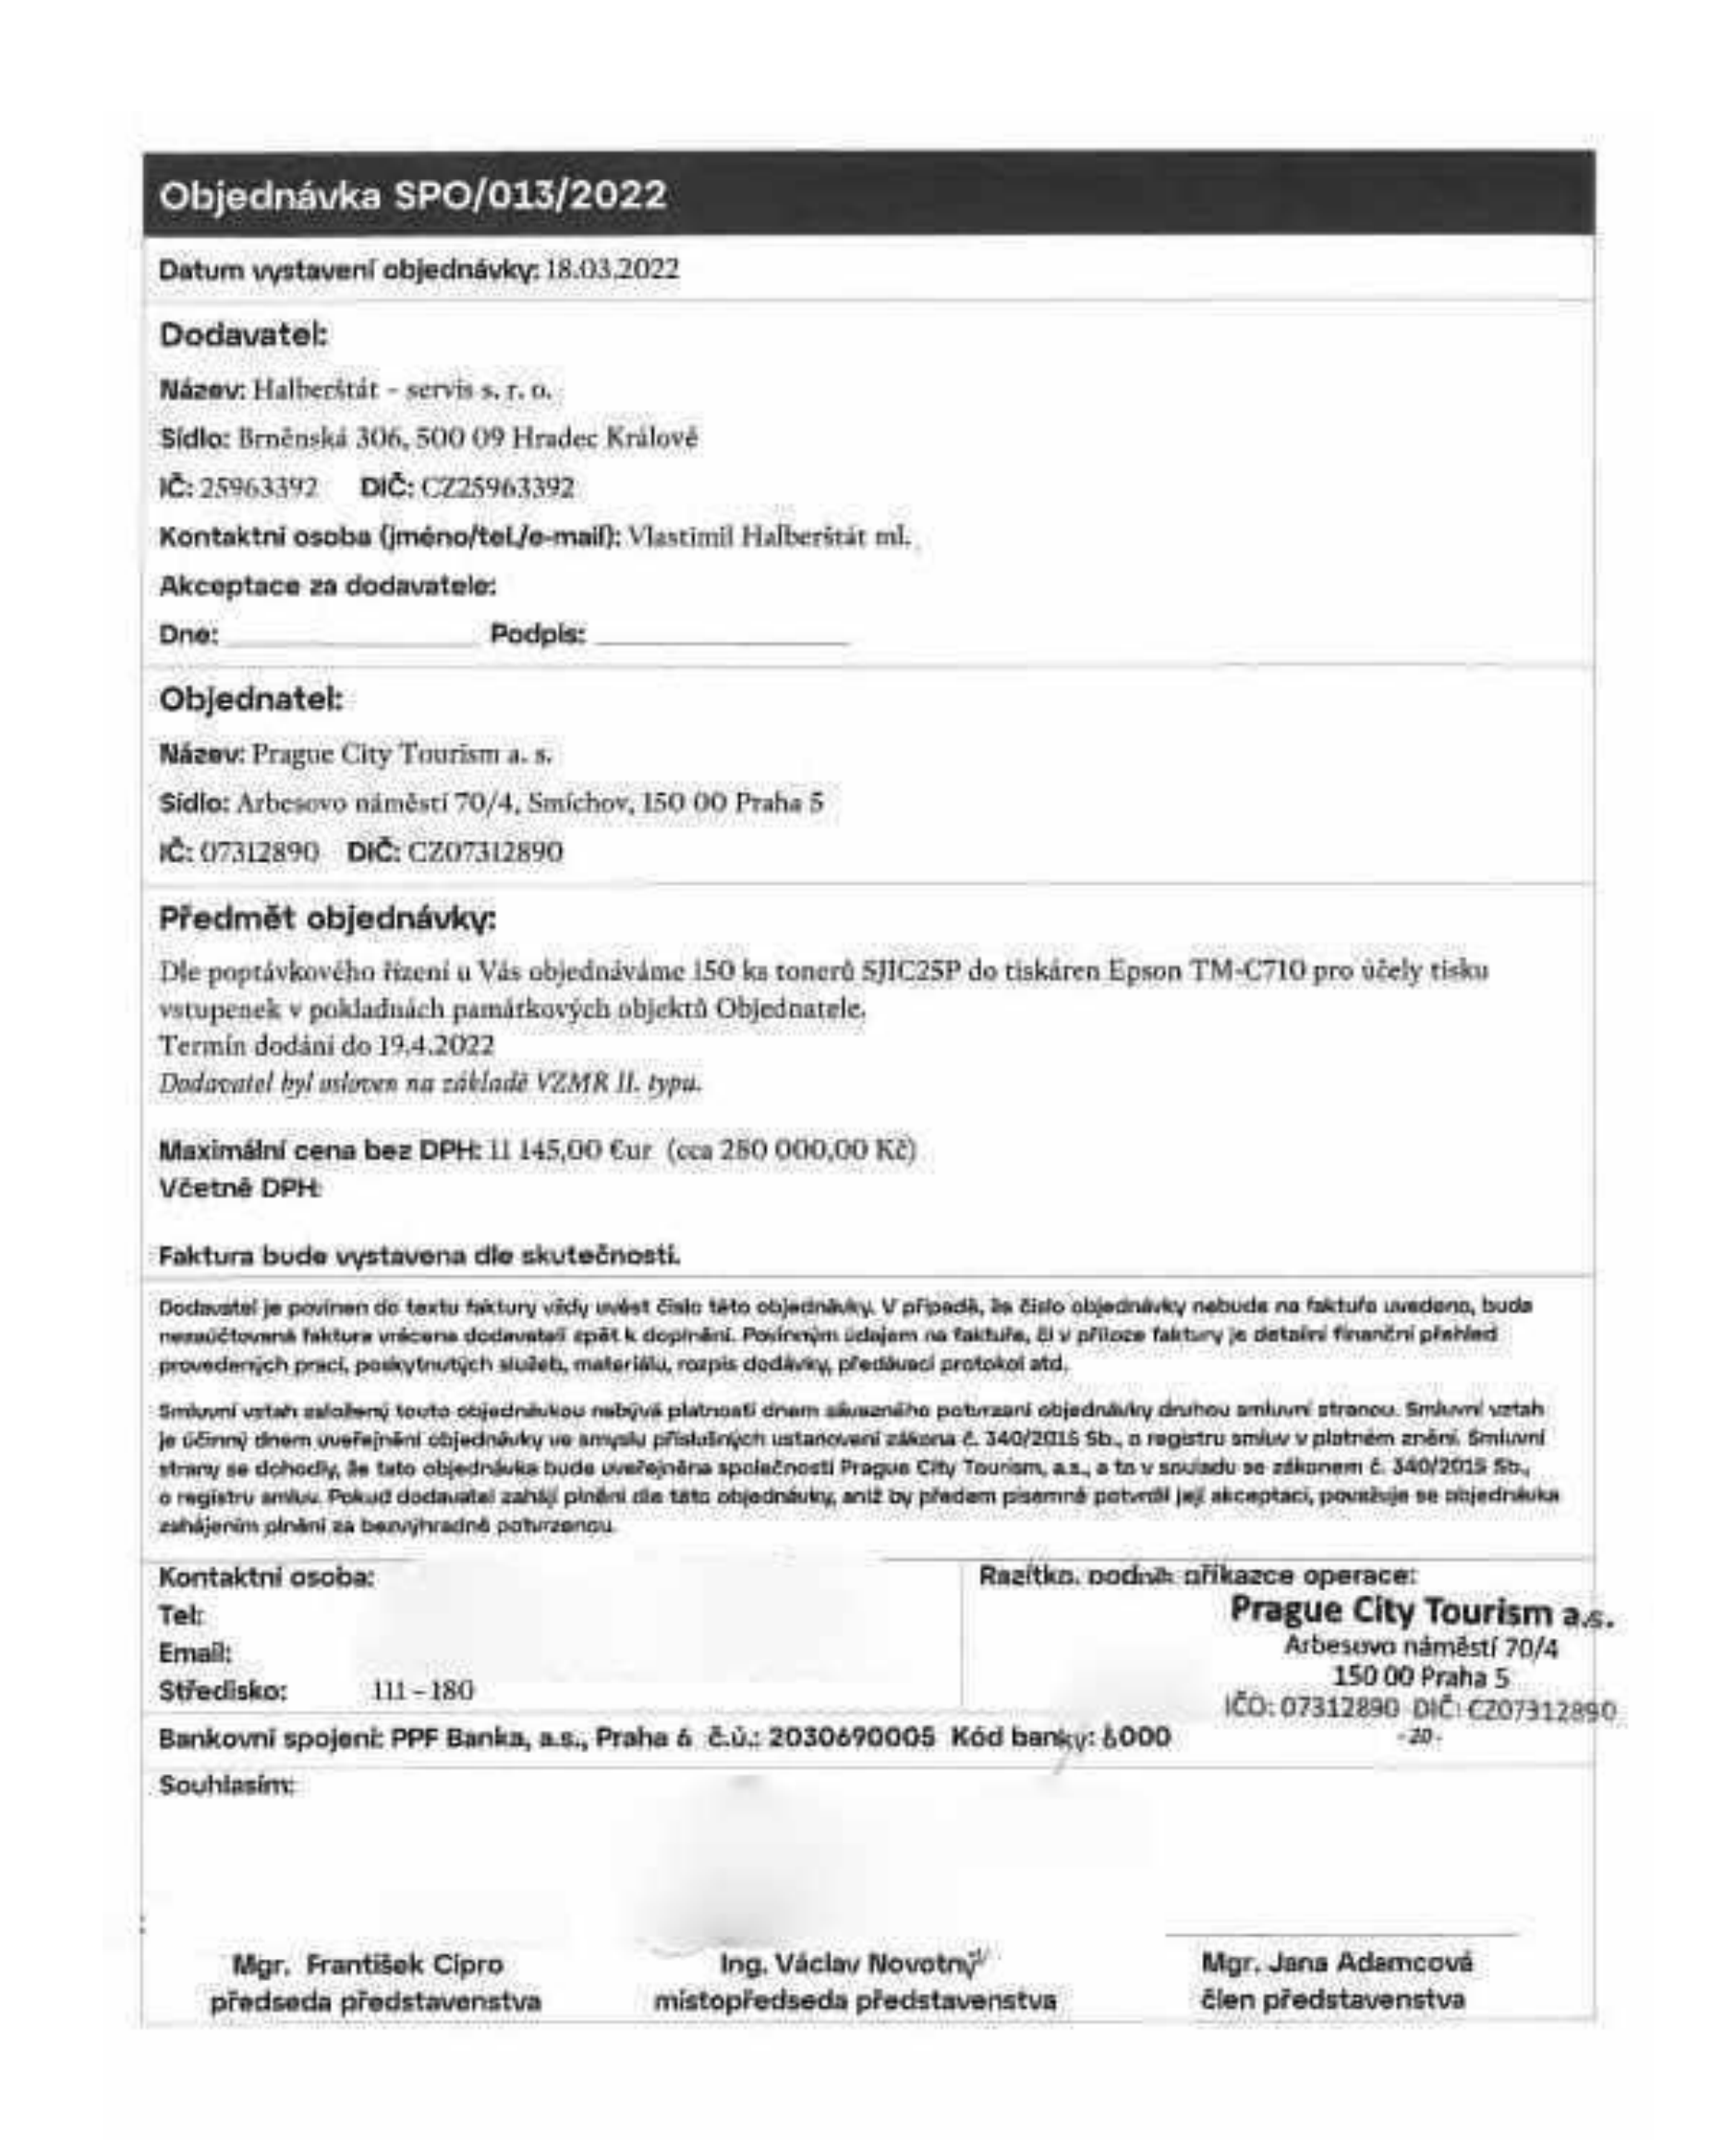 Objednávka SPO/013/2022
Datum vystavení objednávky: 18.03.2022
Dodavatel:
Název: Halberštát - servis s. r. o.
Sídlo: Brněnská 306, 500 09 Hradec Králové
IČ: 25963392 DIČ: CZ25963392
Kontaktní osoba (jméno/tel./e-mail): Vlastimil Halberštát ml.
Akceptace za dodavatele:
Dne: Podpis:
Objednatel:
Název: Prague City Tourism a. s.
Sídlo: Arbesovo náměstí 70/4, Smíchov, 150 00 Praha 5
IČ: 07312890 DIČ: CZ07312890
Předmět objednávky:
Dle poptávkového řízení u Vás objednáváme 150 ks tonerů SJIC25P do tiskáren Epson TM-C710 pro účely tisku
vstupenek v pokladnách památkových objektů Objednatele.
Termín dodání do 19.4.2022
Dodavatel byl osloven na základě VZMR II. typu.
Maximální cena bez DPH: 11 145,00 €ur (cca 280 000,00 Kč)
Včetně DPH:
Faktura bude vystavena dle skutečnosti.
Dodavatel je povinen do textu faktury vždy uvést číslo této objednávky. V případě, že číslo objednávky nebude na faktuře uvedeno, bude
nezaúčtovaná faktura vrácena dodavateli zpět k doplnění. Povinným údajem na faktuře, či v příloze faktury je detailní finanční přehled
provedených prací, poskytnutých služeb, materiálu, rozpis dodávky, předávací protokol atd.
Smluvní vztah založený touto objednávkou nabývá platnosti dnem závazného potvrzení objednávky druhou smluvní stranou. Smluvní vztah
je účinný dnem uveřejnění objednávky ve smyslu příslušných ustanovení zákona č. 340/2015 Sb., o registru smluv v platném znění. Smluvní
strany se dohodly, že tato objednávka bude uveřejněna společností Prague City Tourism, a.s., a to v souladu se zákonem č. 340/2015 Sb.,
o registru smluv. Pokud dodavatel zahájí plnění dle této objednávky, aniž by předem písemně potvrdil její akceptaci, považuje se objednávka
zahájením plnění za bezvýhradně potvrzenou.
Kontaktní osoba:
Tel:
Email:
Středisko: 111 – 180
Razítko, podpis příkazce operace:
Prague City Tourism a.s.
Arbesovo náměstí 70/4
150 00 Praha 5
IČO: 07312890 DIČ: CZ07312890
- 20 -
Bankovní spojení: PPF Banka, a.s., Praha 6 č.ú.: 2030690005 Kód banky: 6000
Souhlasím:
Mgr. František Cipro
předseda představenstva
Ing. Václav Novotný
místopředseda představenstva
Mgr. Jana Adamcová
člen představenstva